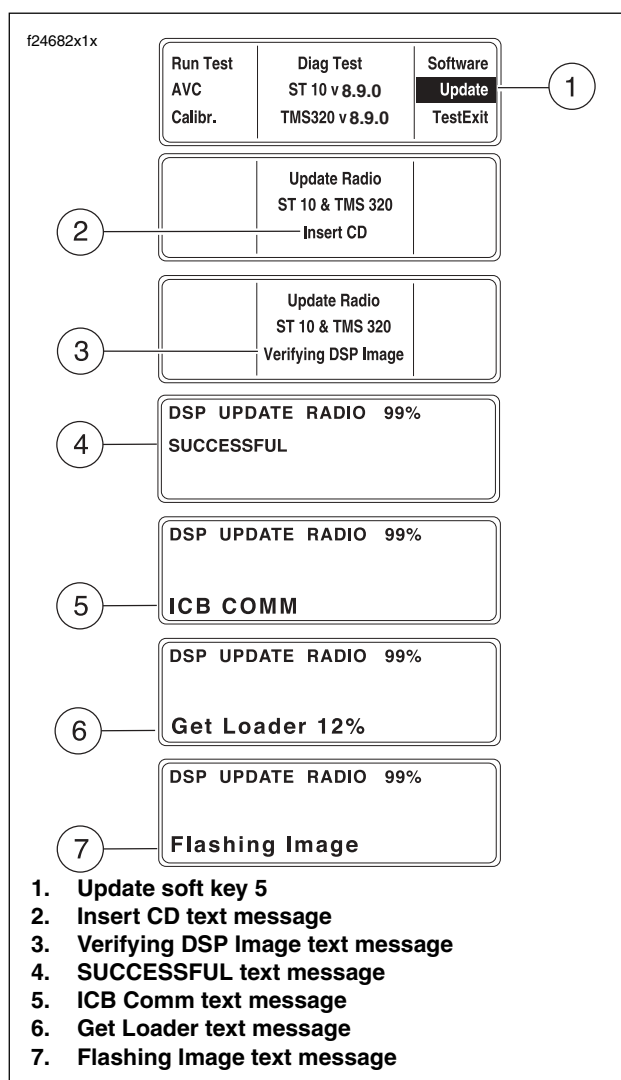 f24682x1x
Run Test Diag Test Software
AVC ST 10 v 8.9.0 Update
Calibr. TMS320 v 8.9.0 TestExit
1
Update Radio
ST 10 & TMS 320
2 Insert CD
Update Radio
ST 10 & TMS 320
3 Verifying DSP Image
DSP UPDATE RADIO 99%
4 SUCCESSFUL
DSP UPDATE RADIO 99%
5 ICB COMM
DSP UPDATE RADIO 99%
6 Get Loader 12%
DSP UPDATE RADIO 99%
7 Flashing Image
1. Update soft key 5
2. Insert CD text message
3. Verifying DSP Image text message
4. SUCCESSFUL text message
5. ICB Comm text message
6. Get Loader text message
7. Flashing Image text message